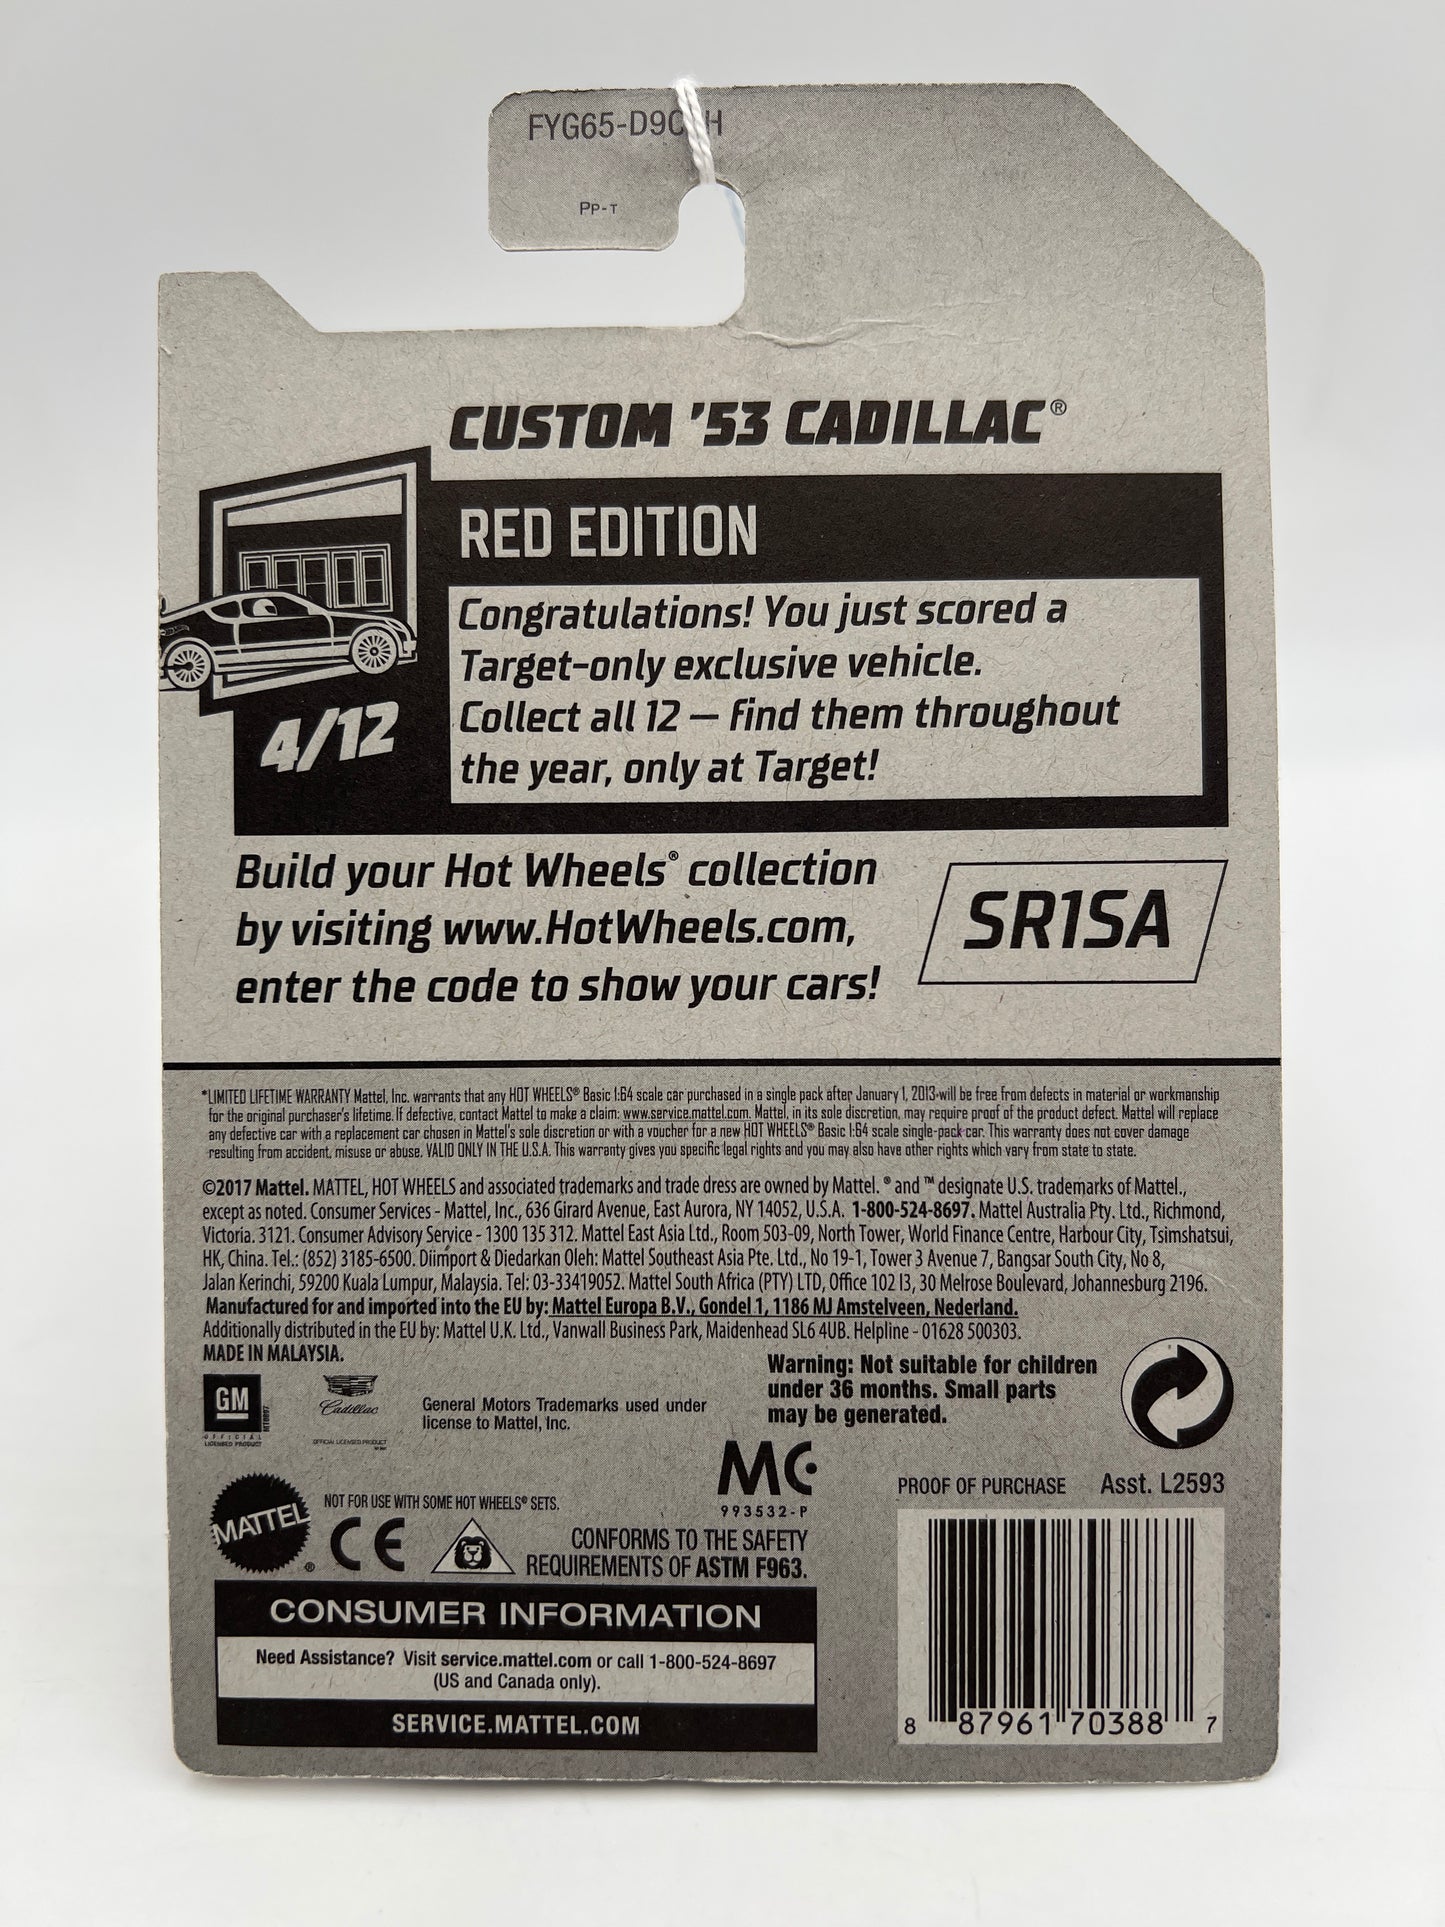 FYG65-D9C H
PP-T
CUSTOM '53 CADILLAC®
RED EDITION
Congratulations! You just scored a
Target-only exclusive vehicle.
Collect all 12 — find them throughout
the year, only at Target!
4/12
Build your Hot Wheels® collection
by visiting www.HotWheels.com,
enter the code to show your cars!
SR1SA
*LIMITED LIFETIME WARRANTY Mattel, Inc. warrants that any HOT WHEELS® Basic 1:64 scale car purchased in a single pack after January 1, 2013 will be free from defects in material or workmanship
for the original purchaser's lifetime. If defective, contact Mattel to make a claim: www.service.mattel.com. Mattel, in its sole discretion, may require proof of the product defect. Mattel will replace
any defective car with a replacement car chosen in Mattel's sole discretion or with a voucher for a new HOT WHEELS® Basic 1:64 scale single-pack car. This warranty does not cover damage
resulting from accident, misuse or abuse. VALID ONLY IN THE U.S.A. This warranty gives you specific legal rights and you may also have other rights which vary from state to state.
©2017 Mattel. MATTEL, HOT WHEELS and associated trademarks and trade dress are owned by Mattel. ® and ™ designate U.S. trademarks of Mattel.,
except as noted. Consumer Services - Mattel, Inc., 636 Girard Avenue, East Aurora, NY 14052, U.S.A. 1-800-524-8697. Mattel Australia Pty. Ltd., Richmond,
Victoria. 3121. Consumer Advisory Service - 1300 135 312. Mattel East Asia Ltd., Room 503-09, North Tower, World Finance Centre, Harbour City, Tsimshatsui,
HK, China. Tel.: (852) 3185-6500. Diimport & Diedarkan Oleh: Mattel Southeast Asia Pte. Ltd., No 19-1, Tower 3 Avenue 7, Bangsar South City, No 8,
Jalan Kerinchi, 59200 Kuala Lumpur, Malaysia. Tel: 03-33419052. Mattel South Africa (PTY) LTD, Office 102 I3, 30 Melrose Boulevard, Johannesburg 2196.
Manufactured for and imported into the EU by: Mattel Europa B.V., Gondel 1, 1186 MJ Amstelveen, Nederland.
Additionally distributed in the EU by: Mattel U.K. Ltd., Vanwall Business Park, Maidenhead SL6 4UB. Helpline - 01628 500303.
MADE IN MALAYSIA.
Warning: Not suitable for children
under 36 months. Small parts
may be generated.
GM
OFFICIAL
LICENSED PRODUCT
Cadillac
OFFICIAL LICENSED PRODUCT
General Motors Trademarks used under
license to Mattel, Inc.
MC
993532-P
PROOF OF PURCHASE Asst. L2593
MATTEL®
NOT FOR USE WITH SOME HOT WHEELS® SETS.
CE
CONFORMS TO THE SAFETY
REQUIREMENTS OF ASTM F963.
CONSUMER INFORMATION
Need Assistance? Visit service.mattel.com or call 1-800-524-8697
(US and Canada only).
SERVICE.MATTEL.COM
8 87961 70388 7